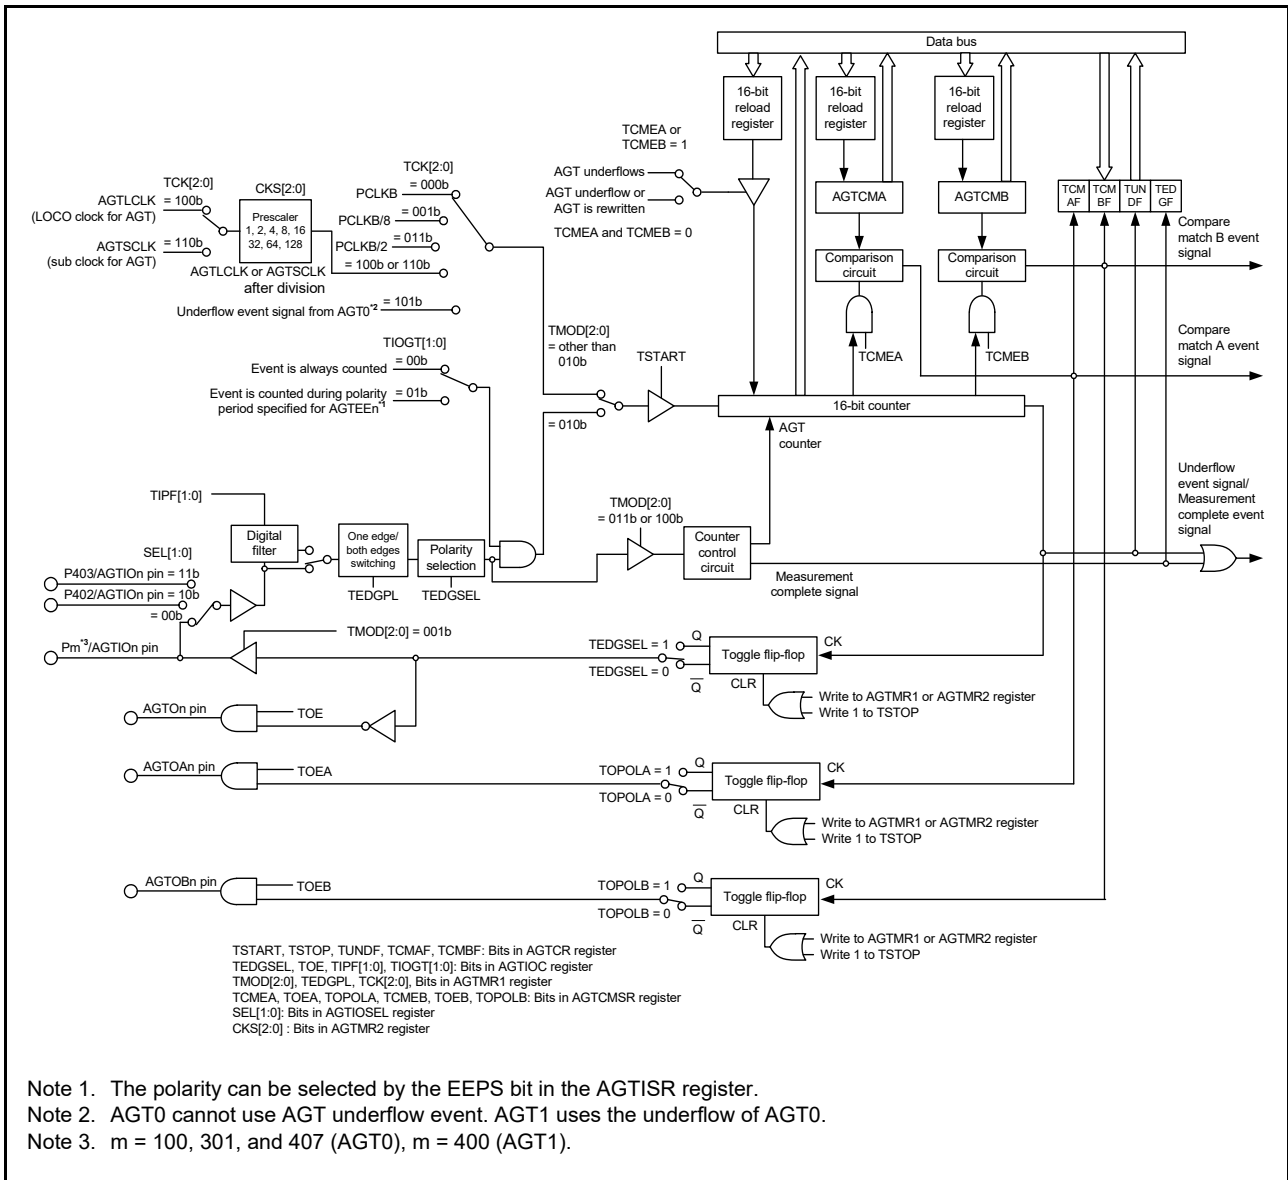 Data bus
16-bit
reload
register
16-bit
reload
register
16-bit
reload
register
TCMEA or
TCMEB = 1
AGT underflows
AGT underflow or
AGT is rewritten
TCMEA and TCMEB = 0
AGTCMA
AGTCMB
TCM
AF
TCM
BF
TUN
DF
TED
GF
Compare
match B event
signal
TCK[2:0]
= 000b
PCLKB
PCLKB/8
= 001b
PCLKB/2
= 011b
= 100b or 110b
TCK[2:0]
AGTLCLK
= 100b
(LOCO clock for AGT)
AGTSCLK
= 110b
(sub clock for AGT)
CKS[2:0]
Prescaler
1, 2, 4, 8, 16
32, 64, 128
AGTLCLK or AGTSCLK
after division
Underflow event signal from AGT0*2
= 101b
Comparison
circuit
Comparison
circuit
TCMEA
TCMEB
Compare
match A event
signal
TIOGT[1:0]
Event is always counted
= 00b
Event is counted during polarity
period specified for AGTEEn*1
= 01b
TMOD[2:0]
= other than
010b
= 010b
TSTART
16-bit counter
AGT
counter
TIPF[1:0]
Digital
filter
One edge/
both edges
switching
Polarity
selection
TEDGPL
TEDGSEL
TMOD[2:0]
= 011b or 100b
Counter
control
circuit
Measurement
complete signal
Underflow
event signal/
Measurement
complete event
signal
SEL[1:0]
P403/AGTIOn pin = 11b
P402/AGTIOn pin = 10b
= 00b
Pm*3/AGTIOn pin
TMOD[2:0] = 001b
TEDGSEL = 1
TEDGSEL = 0
Q
Q
Toggle flip-flop
CK
CLR
Write to AGTMR1 or AGTMR2 register
Write 1 to TSTOP
AGTOn pin
TOE
AGTOAn pin
TOEA
TOPOLA = 1
TOPOLA = 0
Q
Q
Toggle flip-flop
CK
CLR
Write to AGTMR1 or AGTMR2 register
Write 1 to TSTOP
AGTOBn pin
TOEB
TOPOLB = 1
TOPOLB = 0
Q
Q
Toggle flip-flop
CK
CLR
Write to AGTMR1 or AGTMR2 register
Write 1 to TSTOP
TSTART, TSTOP, TUNDF, TCMAF, TCMBF: Bits in AGTCR register
TEDGSEL, TOE, TIPF[1:0], TIOGT[1:0]: Bits in AGTIOC register
TMOD[2:0], TEDGPL, TCK[2:0], Bits in AGTMR1 register
TCMEA, TOEA, TOPOLA, TCMEB, TOEB, TOPOLB: Bits in AGTCMSR register
SEL[1:0]: Bits in AGTIOSEL register
CKS[2:0] : Bits in AGTMR2 register
Note 1. The polarity can be selected by the EEPS bit in the AGTISR register.
Note 2. AGT0 cannot use AGT underflow event. AGT1 uses the underflow of AGT0.
Note 3. m = 100, 301, and 407 (AGT0), m = 400 (AGT1).